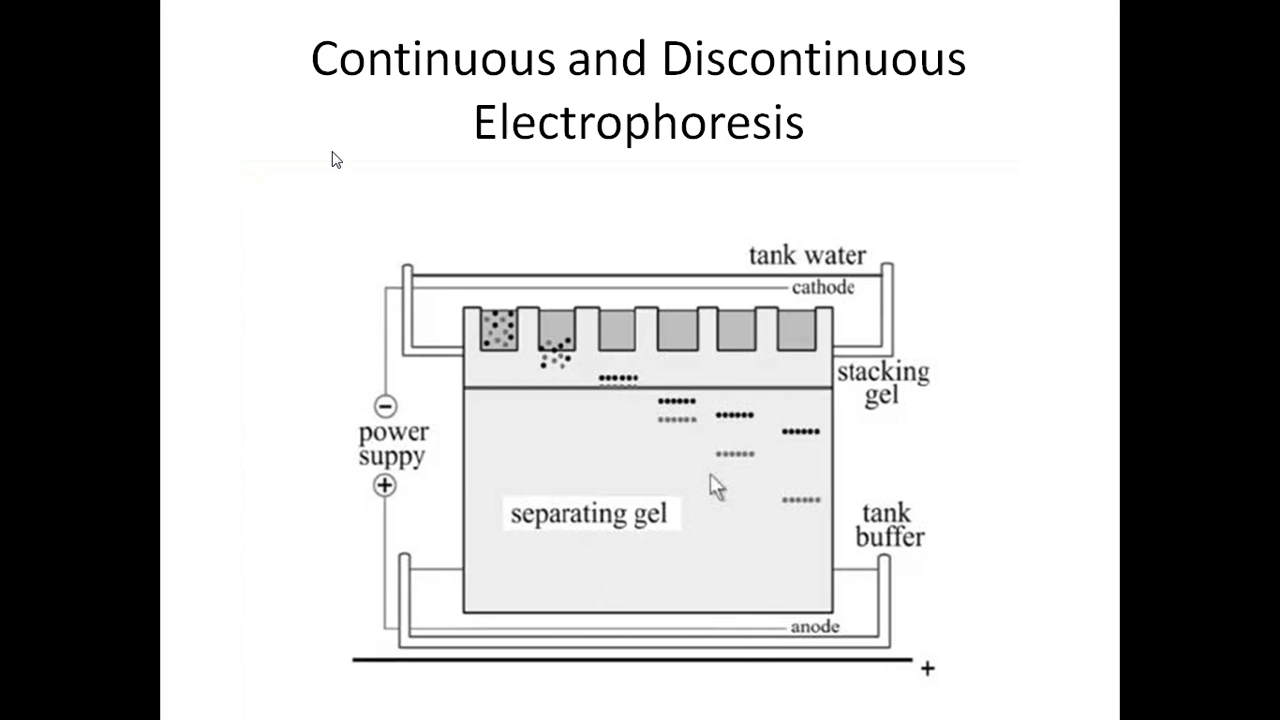 Continuous and Discontinuous
Electrophoresis
tank water
cathode
stacking
gel
−
power
suppy
+
separating gel
tank
buffer
anode
+